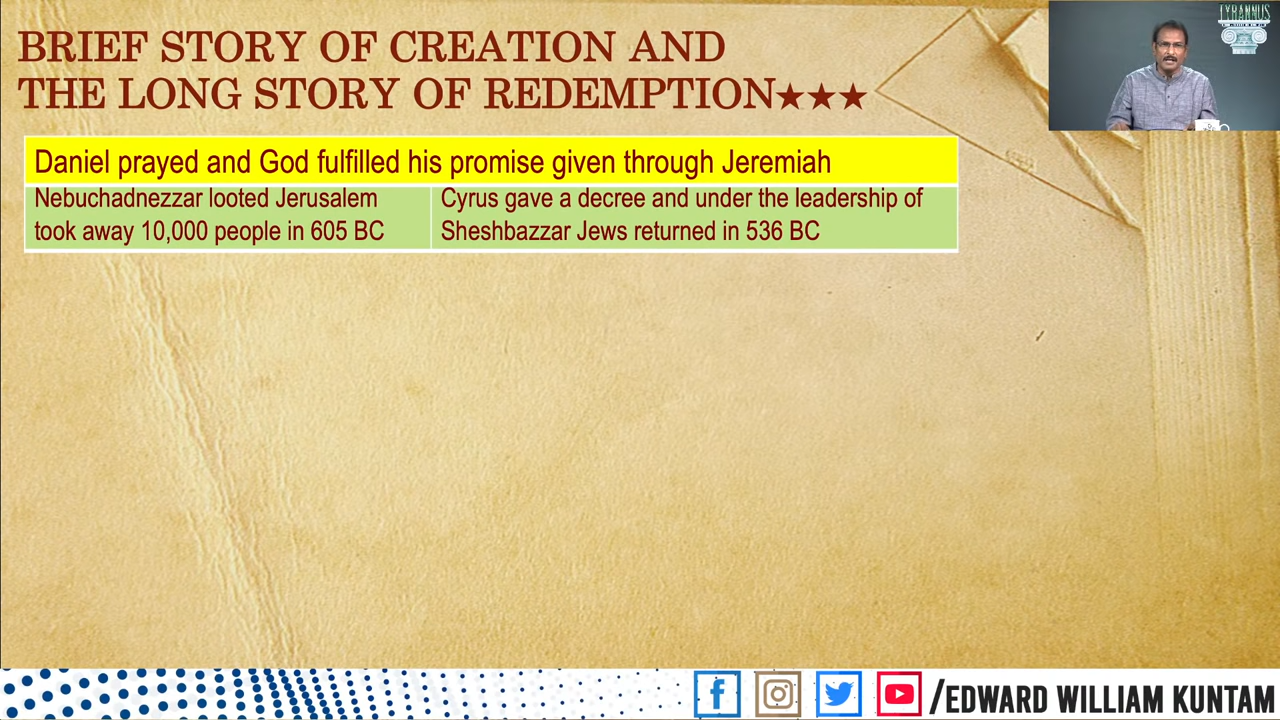 BRIEF STORY OF CREATION AND
THE LONG STORY OF REDEMPTION★★★
TYRANNUS
Daniel prayed and God fulfilled his promise given through Jeremiah
Nebuchadnezzar looted Jerusalem
took away 10,000 people in 605 BC
Cyrus gave a decree and under the leadership of
Sheshbazzar Jews returned in 536 BC
/EDWARD WILLIAM KUNTAM